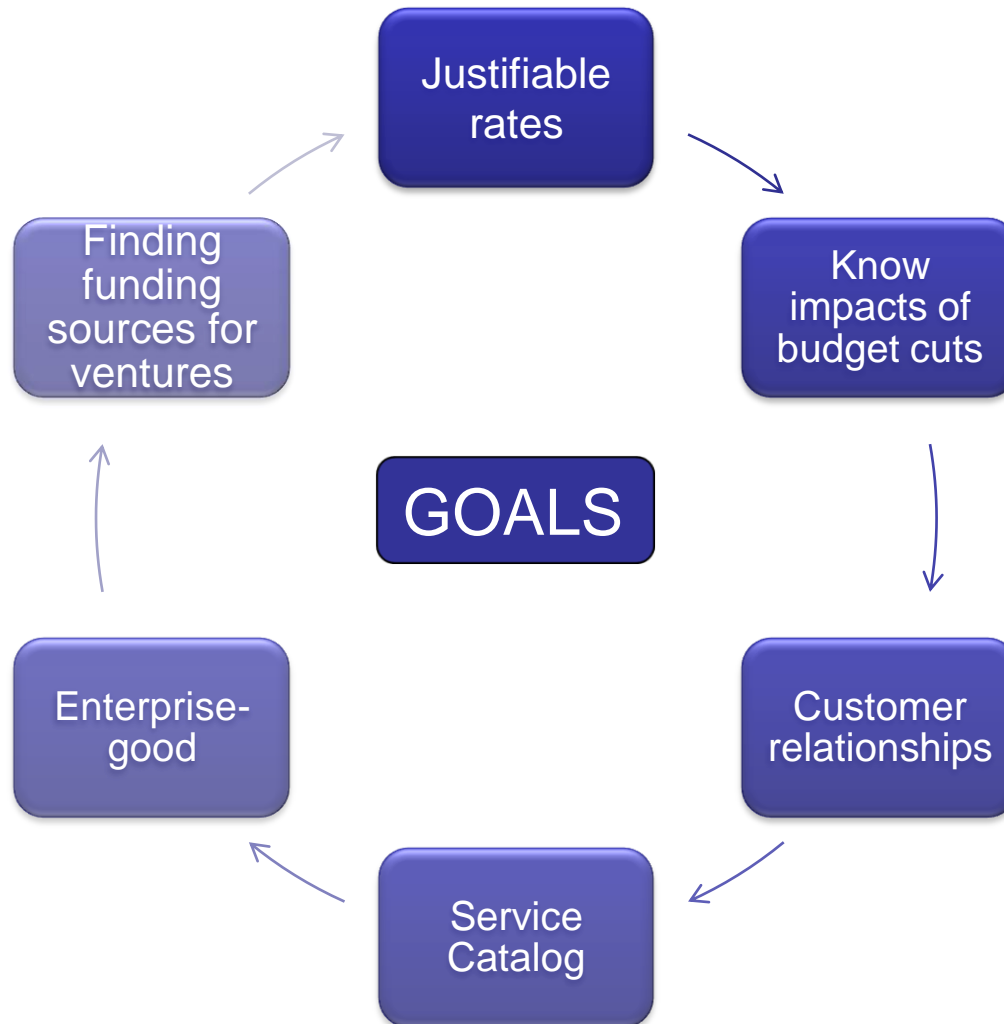 Justifiable
rates
Know
impacts of
budget cuts
Customer
relationships
Service
Catalog
Enterprise-
good
Finding
funding
sources for
ventures
GOALS